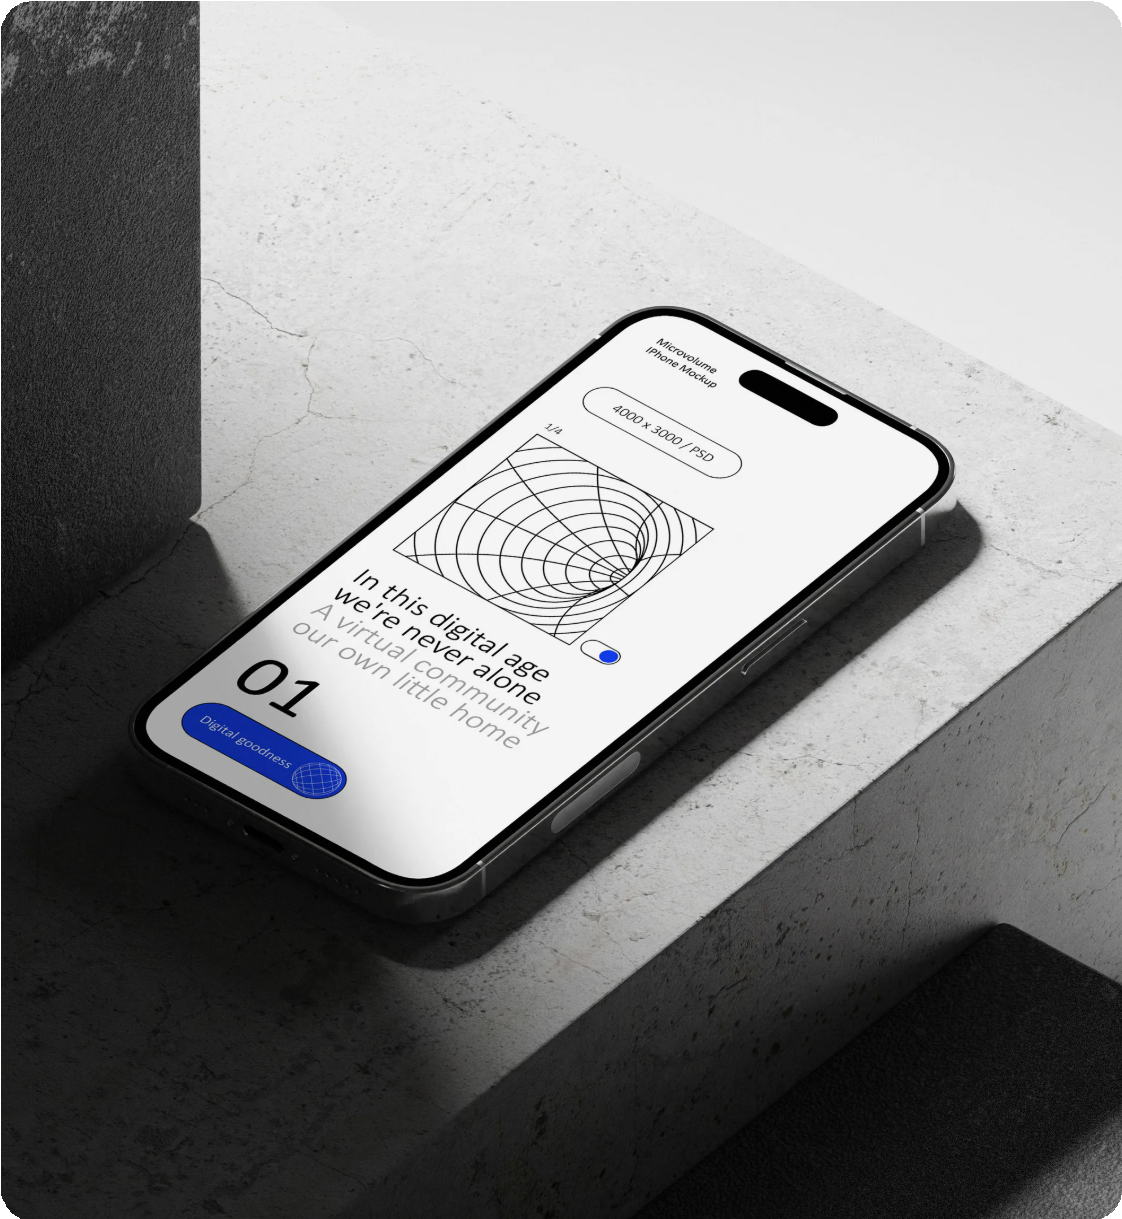 Microvolume
IPhone Mockup
4000 x 3000 / PSD
1/4
In this digital age
we're never alone
A virtual community
our own little home
01
Digital goodness